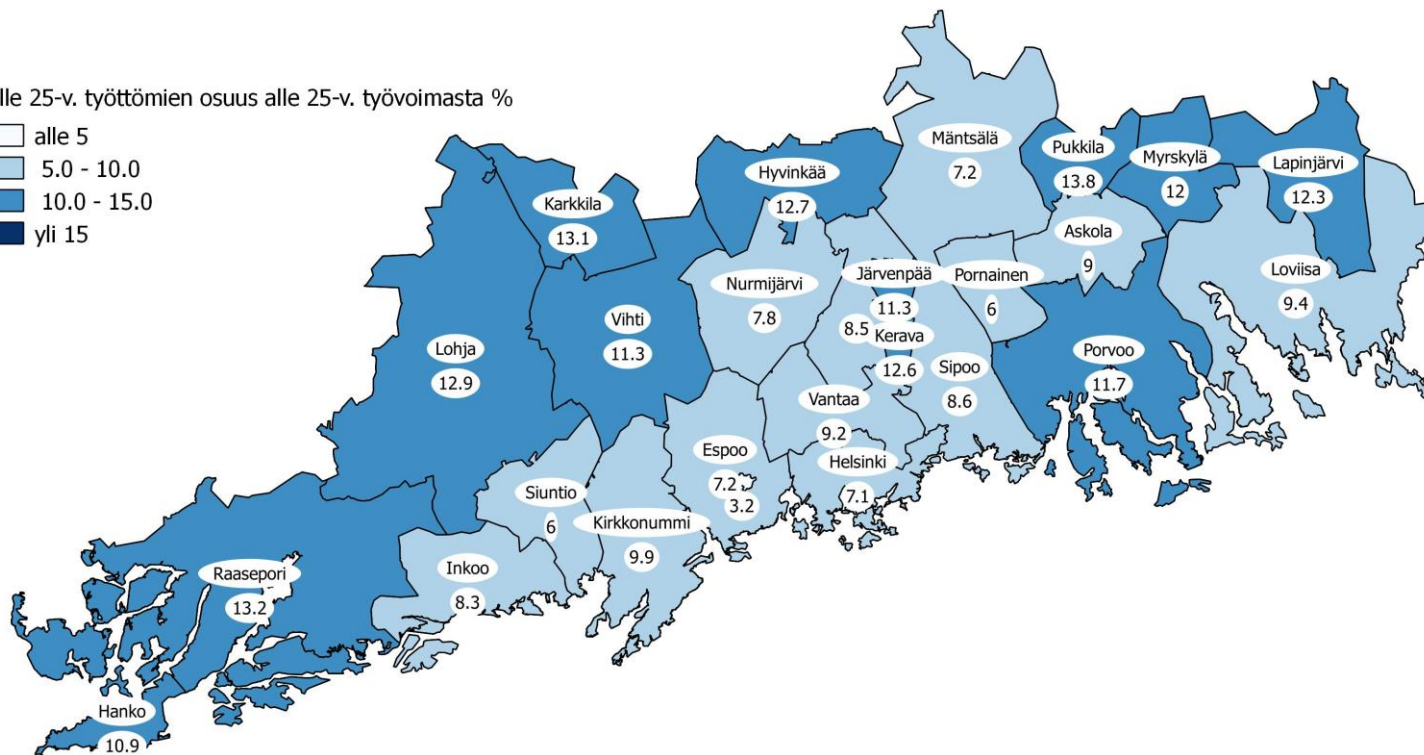 lle 25-v. työttömien osuus alle 25-v. työvoimasta %
alle 5
5.0 - 10.0
10.0 - 15.0
yli 15
Mäntsälä
7.2
Pukkila
13.8
Myrskylä
12
Lapinjärvi
12.3
Hyvinkää
12.7
Karkkila
13.1
Askola
9
Loviisa
9.4
Nurmijärvi
7.8
Järvenpää
11.3
Pornainen
6
Vihti
11.3
8.5
Kerava
12.6
Lohja
12.9
Sipoo
8.6
Porvoo
11.7
Vantaa
9.2
Espoo
7.2
3.2
Helsinki
7.1
Siuntio
6
Kirkkonummi
9.9
Inkoo
8.3
Raasepori
13.2
Hanko
10.9